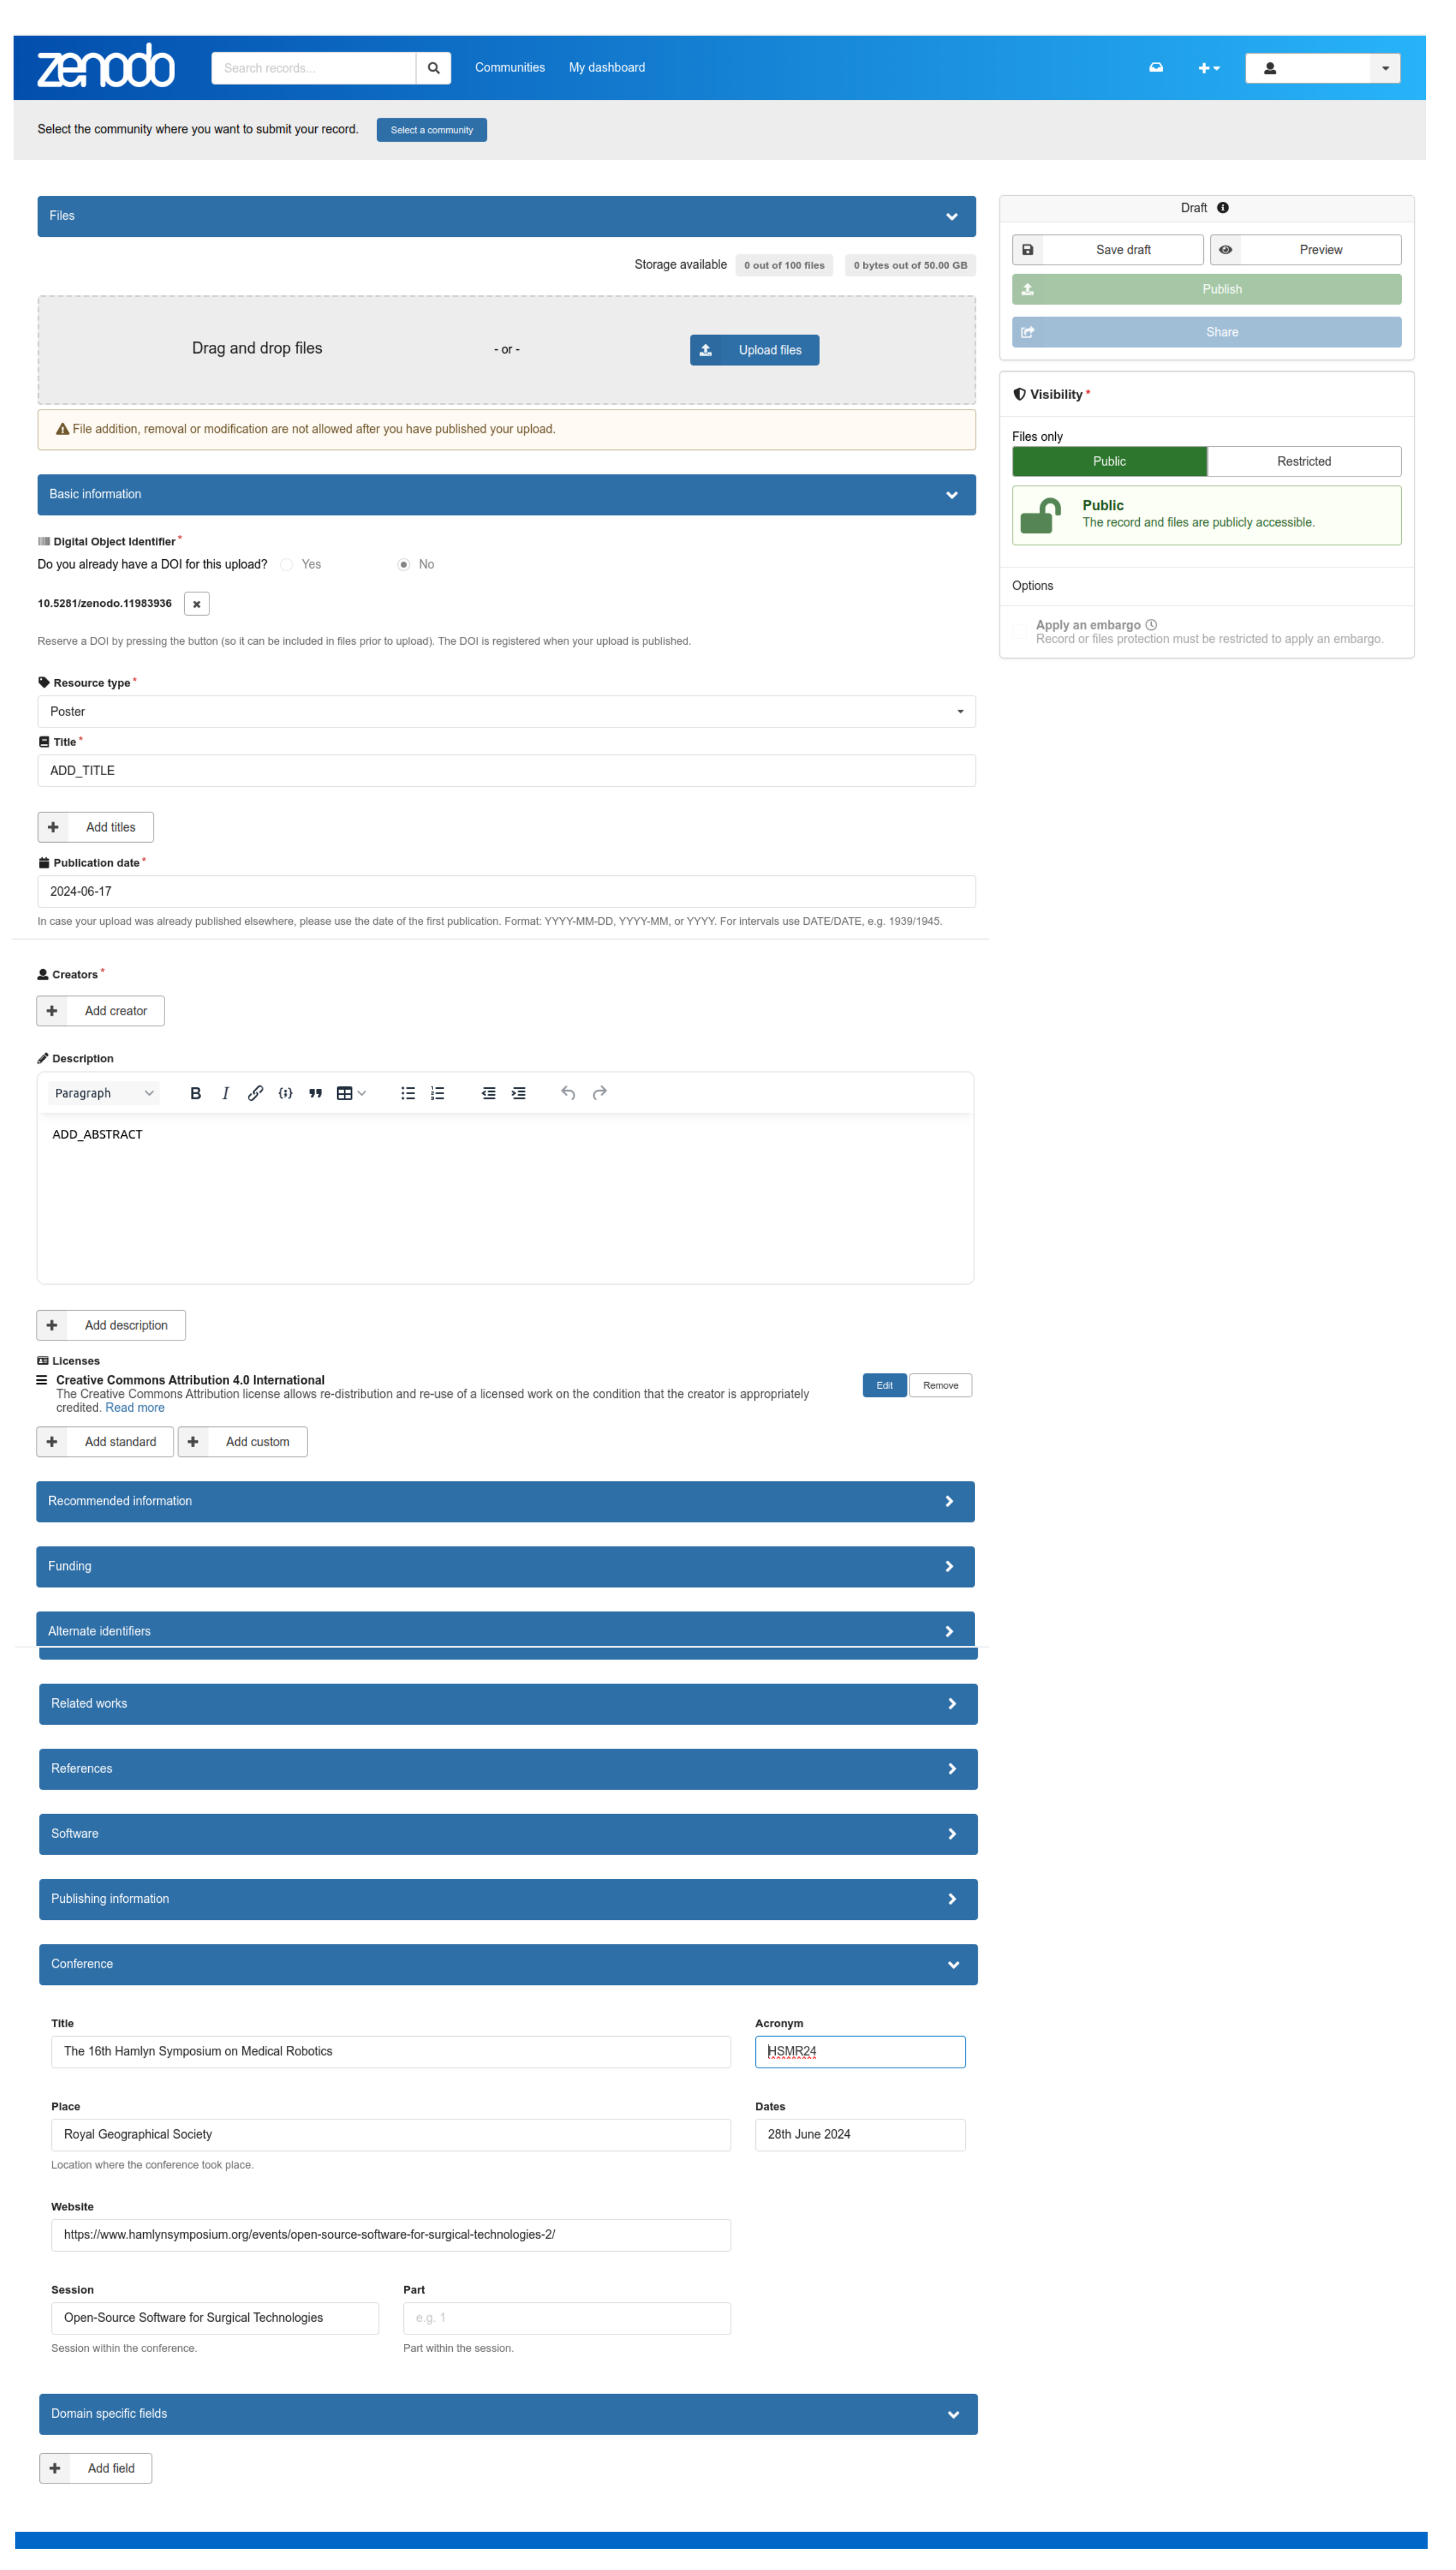 zenodo
Search records...
Communities
My dashboard
Select the community where you want to submit your record.
Select a community
Files
Storage available 0 out of 100 files 0 bytes out of 50.00 GB
Drag and drop files
- or -
Upload files
File addition, removal or modification are not allowed after you have published your upload.
Draft
Save draft
Preview
Publish
Share
Visibility *
Files only
Public
Restricted
Public
The record and files are publicly accessible.
Options
Apply an embargo
Record or files protection must be restricted to apply an embargo.
Basic information
Digital Object Identifier *
Do you already have a DOI for this upload? Yes No
10.5281/zenodo.11983936
Reserve a DOI by pressing the button (so it can be included in files prior to upload). The DOI is registered when your upload is published.
Resource type *
Poster
Title *
ADD_TITLE
Add titles
Publication date *
2024-06-17
In case your upload was already published elsewhere, please use the date of the first publication. Format: YYYY-MM-DD, YYYY-MM, or YYYY. For intervals use DATE/DATE, e.g. 1939/1945.
Creators *
Add creator
Description
Paragraph
ADD_ABSTRACT
Add description
Licenses
Creative Commons Attribution 4.0 International
The Creative Commons Attribution license allows re-distribution and re-use of a licensed work on the condition that the creator is appropriately
credited. Read more
Edit
Remove
Add standard
Add custom
Recommended information
Funding
Alternate identifiers
Related works
References
Software
Publishing information
Conference
Title
Acronym
The 16th Hamlyn Symposium on Medical Robotics
HSMR24
Place
Dates
Royal Geographical Society
28th June 2024
Location where the conference took place.
Website
https://www.hamlynsymposium.org/events/open-source-software-for-surgical-technologies-2/
Session
Part
Open-Source Software for Surgical Technologies
e.g. 1
Session within the conference.
Part within the session.
Domain specific fields
Add field